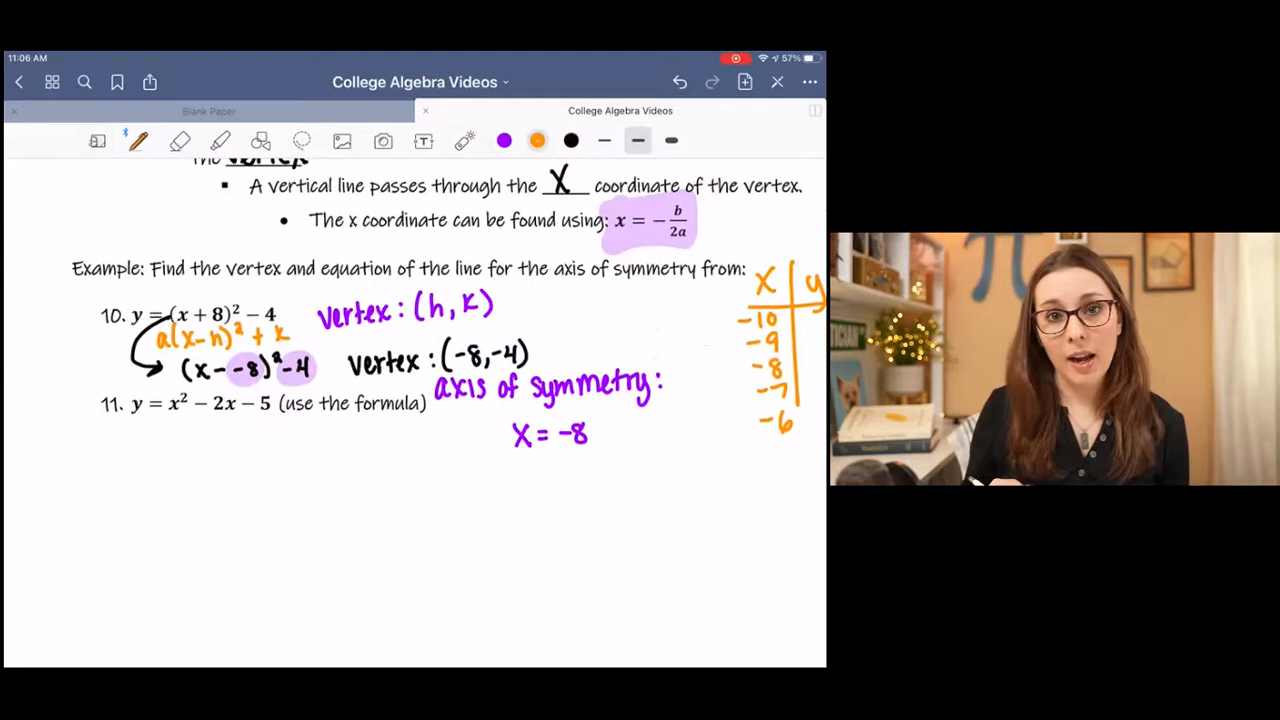 11:06 AM
57%
College Algebra Videos
Blank Paper
College Algebra Videos
The vertex.
A vertical line passes through the X coordinate of the vertex.
The x coordinate can be found using: x = − b/2a
Example: Find the vertex and equation of the line for the axis of symmetry from:
10. y = (x + 8)² − 4
vertex: (h, k)
a(x-h)² + k
(x - -8)² -4
vertex: (-8, -4)
axis of symmetry:
X = -8
11. y = x² − 2x − 5 (use the formula)
X | y
-10
-9
-8
-7
-6